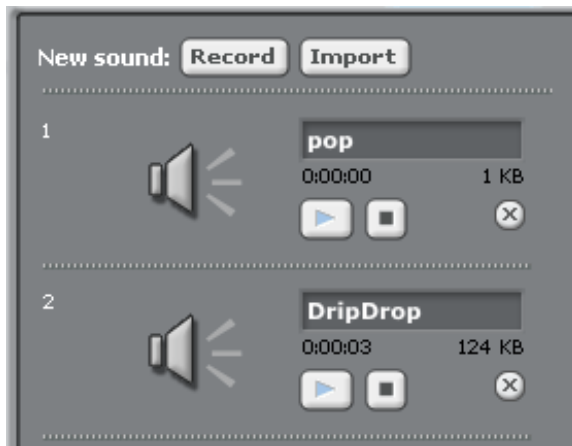 New sound: Record Import
1
pop
0:00:00 1 KB
2
DripDrop
0:00:03 124 KB